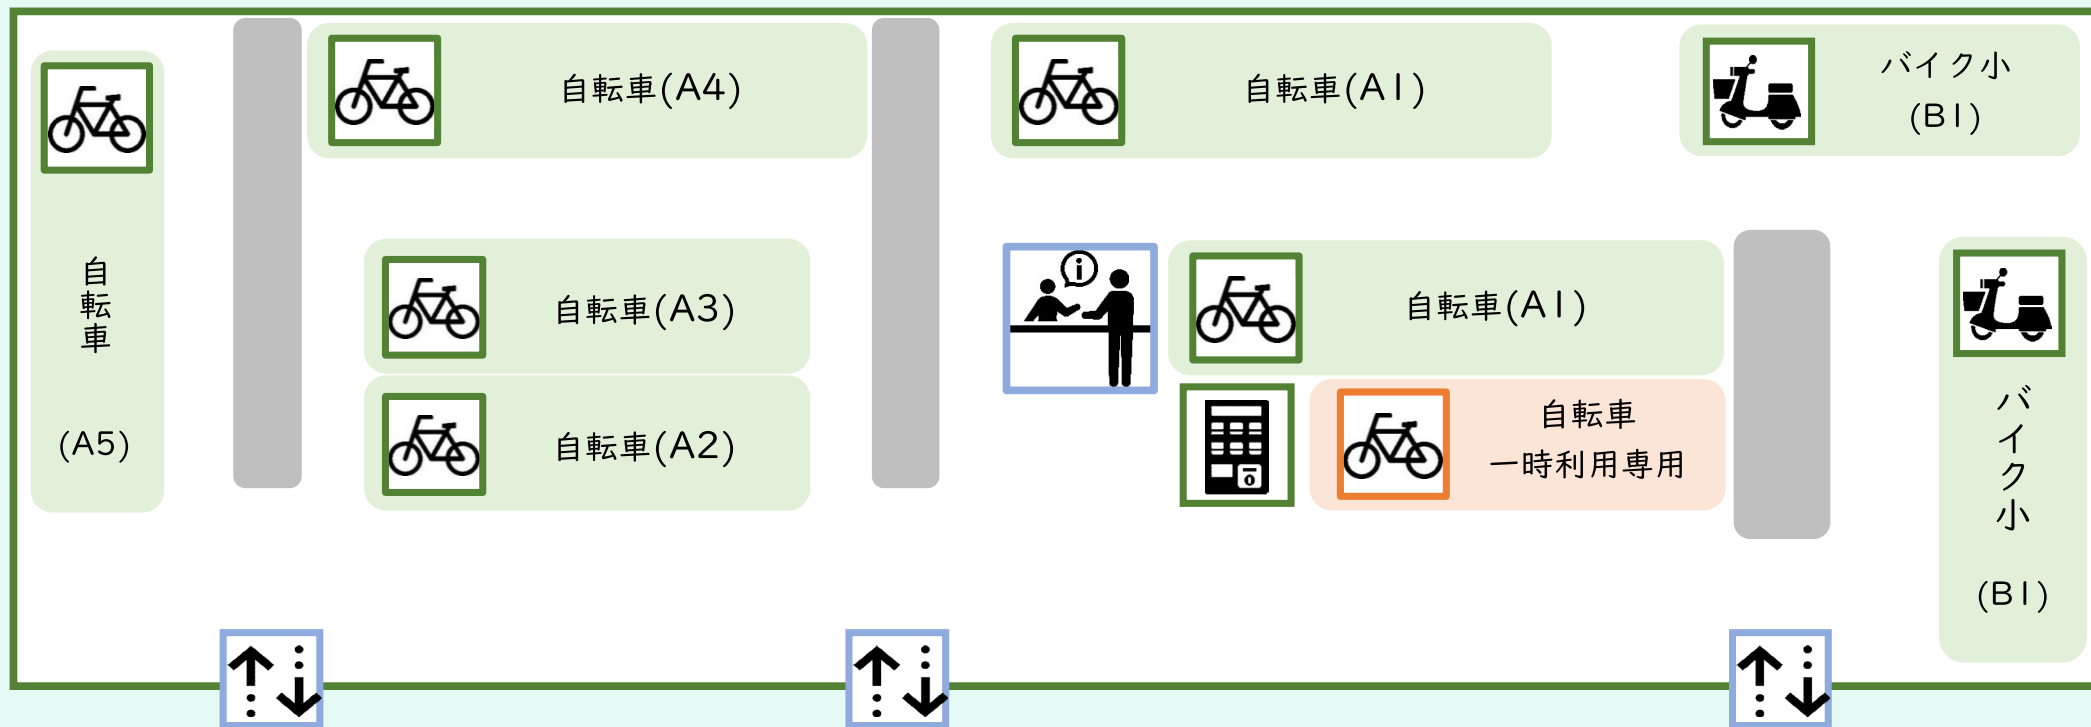 自転車(A4)
自転車(A1)
バイク小
(B1)
自転車
(A5)
自転車(A3)
自転車(A2)
i
自転車(A1)
自転車
一時利用専用
バイク小
(B1)